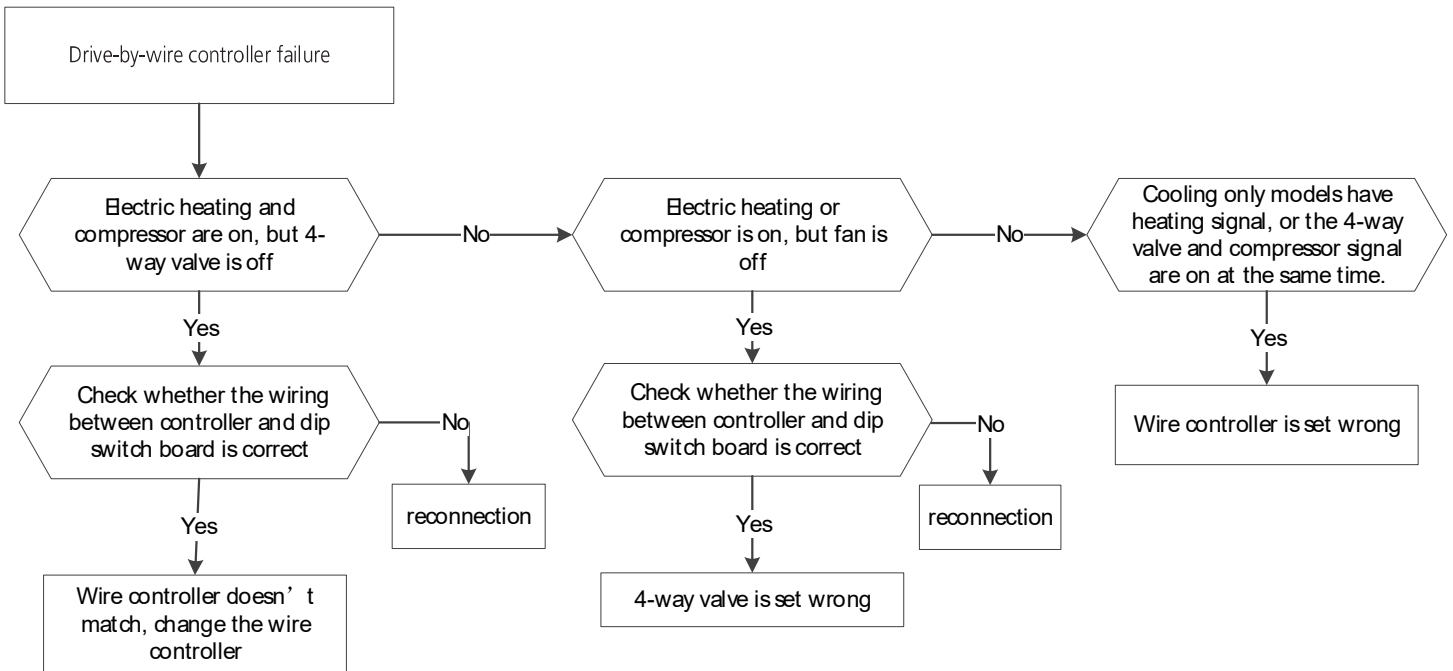 Drive-by-wire controller failure
Electric heating and
compressor are on, but 4-
way valve is off
No
Electric heating or
compressor is on, but fan is
off
No
Cooling only models have
heating signal, or the 4-way
valve and compressor signal
are on at the same time.
Yes
Yes
Yes
Check whether the wiring
between controller and dip
switch board is correct
No
Check whether the wiring
between controller and dip
switch board is correct
No
Wire controller is set wrong
reconnection
reconnection
Yes
Yes
Wire controller doesn't
match, change the wire
controller
4-way valve is set wrong